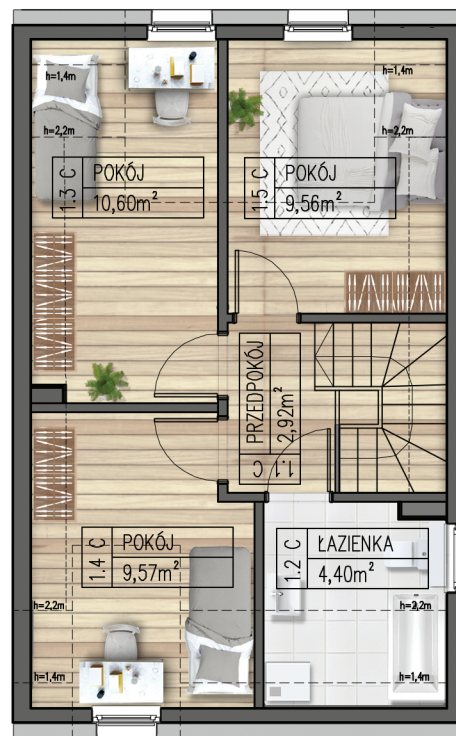 h=1,4m
h=1,4m
h=2,2m
h=2,2m
1.3 C
POKÓJ
10,60m²
1.5 C
POKÓJ
9,56m²
PRZEDPOKÓJ
2,92m²
1.1 C
1.4 C
POKÓJ
9,57m²
1.2 C
ŁAZIENKA
4,40m²
h=2,2m
h=2,2m
h=1,4m
h=1,4m